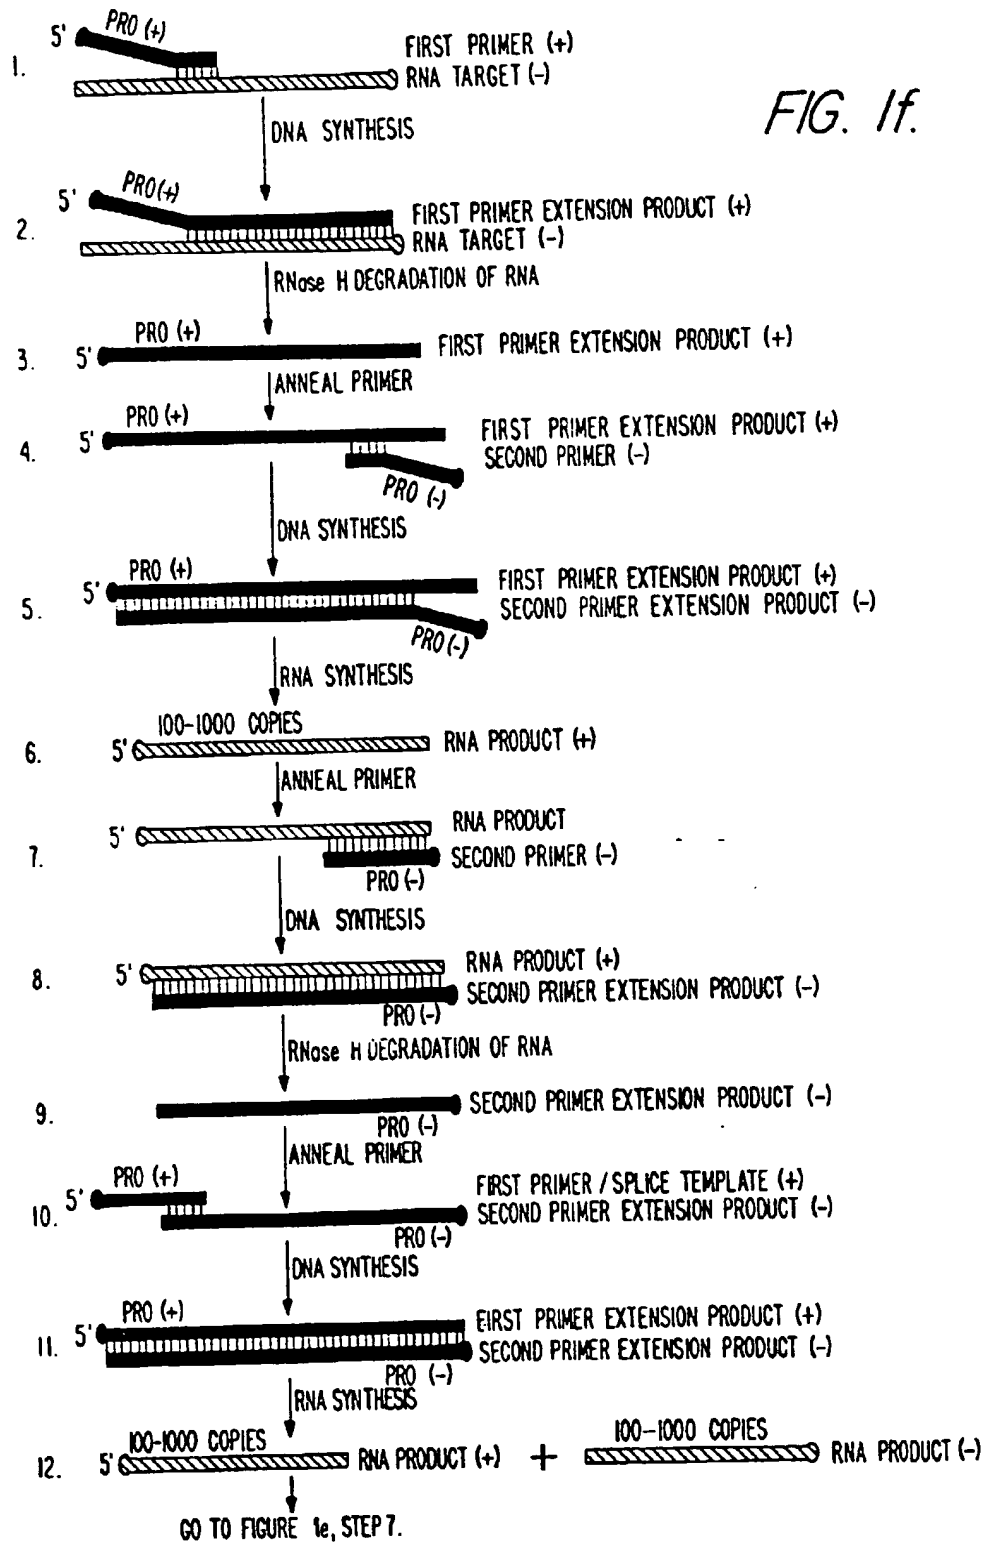 FIG. 1f.
5' PRO (+)
1. FIRST PRIMER (+)
RNA TARGET (-)
DNA SYNTHESIS
5' PRO(+)
2. FIRST PRIMER EXTENSION PRODUCT (+)
RNA TARGET (-)
RNase H DEGRADATION OF RNA
PRO (+)
3. 5' FIRST PRIMER EXTENSION PRODUCT (+)
ANNEAL PRIMER
PRO (+)
4. 5' FIRST PRIMER EXTENSION PRODUCT (+)
SECOND PRIMER (-)
PRO (-)
DNA SYNTHESIS
PRO (+)
5. 5' FIRST PRIMER EXTENSION PRODUCT (+)
SECOND PRIMER EXTENSION PRODUCT (-)
PRO (-)
RNA SYNTHESIS
100-1000 COPIES
6. 5' RNA PRODUCT (+)
ANNEAL PRIMER
7. 5' RNA PRODUCT
SECOND PRIMER (-)
PRO (-)
DNA SYNTHESIS
8. 5' RNA PRODUCT (+)
SECOND PRIMER EXTENSION PRODUCT (-)
PRO (-)
RNase H DEGRADATION OF RNA
9. SECOND PRIMER EXTENSION PRODUCT (-)
PRO (-)
ANNEAL PRIMER
PRO (+)
10. 5' FIRST PRIMER / SPLICE TEMPLATE (+)
SECOND PRIMER EXTENSION PRODUCT (-)
PRO (-)
DNA SYNTHESIS
PRO (+)
11. 5' FIRST PRIMER EXTENSION PRODUCT (+)
SECOND PRIMER EXTENSION PRODUCT (-)
PRO (-)
RNA SYNTHESIS
100-1000 COPIES 100-1000 COPIES
12. 5' RNA PRODUCT (+) + RNA PRODUCT (-)
GO TO FIGURE 1e, STEP 7.